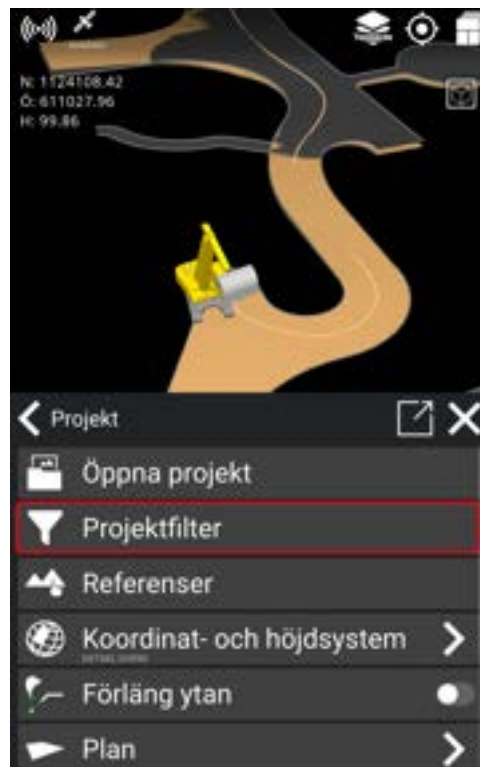 N: 1124108.42
Ö: 611027.96
H: 99.86
Projekt
Öppna projekt
Projektfilter
Referenser
Koordinat- och höjdsystem
Förläng ytan
Plan